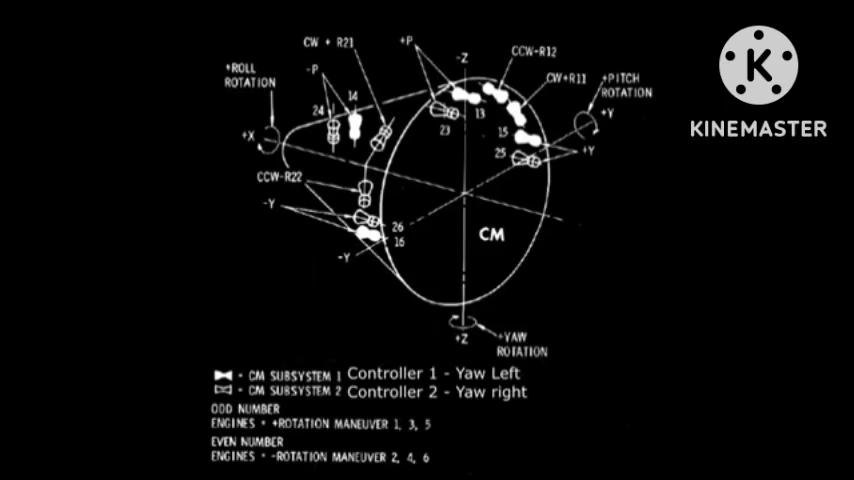 CW + R21
+P
-Z
CCW-R12
+ROLL
ROTATION
-P
CW+R11
+PITCH
ROTATION
24
14
13
+Y
+X
23
15
25
+Y
CCW-R22
-Y
26
16
CM
-Y
+Z
+YAW
ROTATION
= CM SUBSYSTEM 1 Controller 1 - Yaw Left
= CM SUBSYSTEM 2 Controller 2 - Yaw right
ODD NUMBER
ENGINES = +ROTATION MANEUVER 1, 3, 5
EVEN NUMBER
ENGINES = -ROTATION MANEUVER 2, 4, 6
K
KINEMASTER